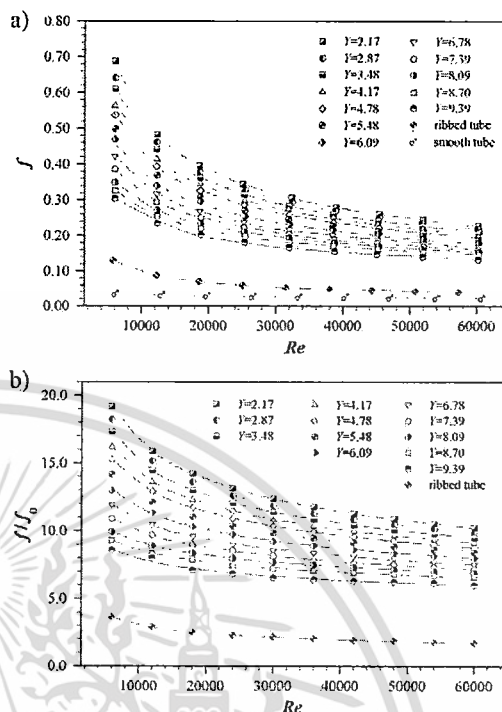 a)
0.80
0.70
0.60
0.50
0.40
0.30
0.20
0.10
0.00
f
Y=2.17
Y=2.87
Y=3.48
Y=4.17
Y=4.78
Y=5.48
Y=6.09
Y=6.78
Y=7.39
Y=8.09
Y=8.70
Y=9.39
ribbed tube
smooth tube
10000 20000 30000 40000 50000 60000
Re
b)
20.0
15.0
10.0
5.0
0.0
f/f0
Y=2.17
Y=2.87
Y=3.48
Y=4.17
Y=4.78
Y=5.48
Y=6.09
Y=6.78
Y=7.39
Y=8.09
Y=8.70
Y=9.39
ribbed tube
10000 20000 30000 40000 50000 60000
Re